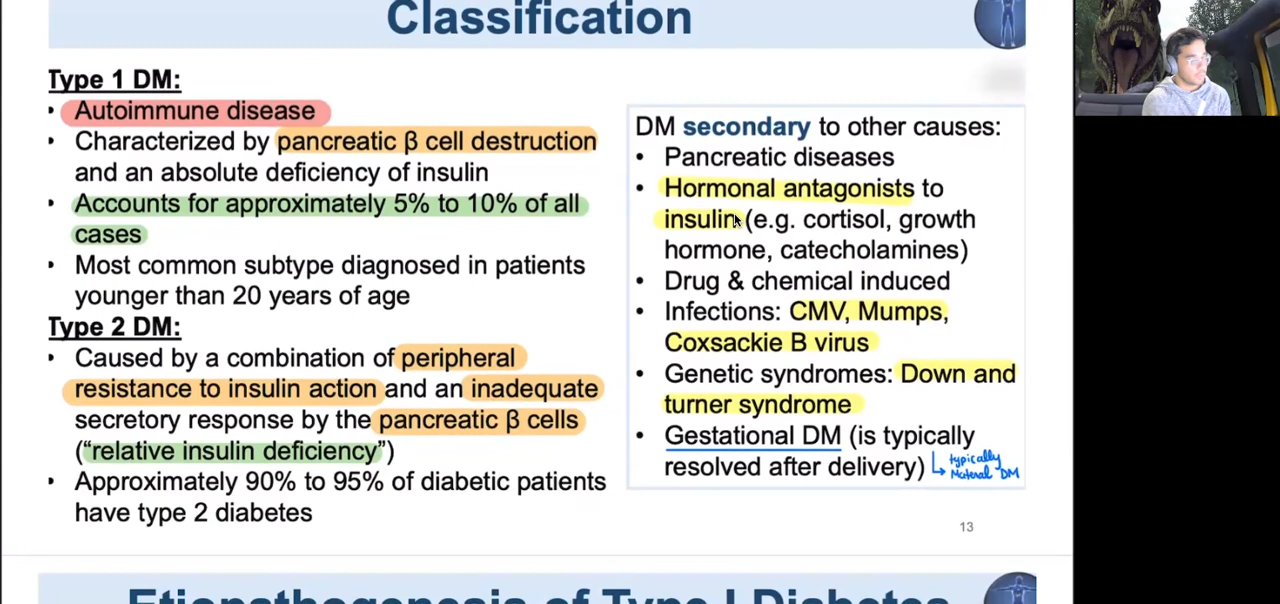 Classification
Type 1 DM:
• Autoimmune disease
• Characterized by pancreatic β cell destruction
and an absolute deficiency of insulin
• Accounts for approximately 5% to 10% of all
cases
• Most common subtype diagnosed in patients
younger than 20 years of age
Type 2 DM:
• Caused by a combination of peripheral
resistance to insulin action and an inadequate
secretory response by the pancreatic β cells
(“relative insulin deficiency”)
• Approximately 90% to 95% of diabetic patients
have type 2 diabetes
DM secondary to other causes:
• Pancreatic diseases
• Hormonal antagonists to
insulin (e.g. cortisol, growth
hormone, catecholamines)
• Drug & chemical induced
• Infections: CMV, Mumps,
Coxsackie B virus
• Genetic syndromes: Down and
turner syndrome
• Gestational DM (is typically
resolved after delivery)
typically
Materal DM
13
Etiopathogenesis of Type I Diabetes